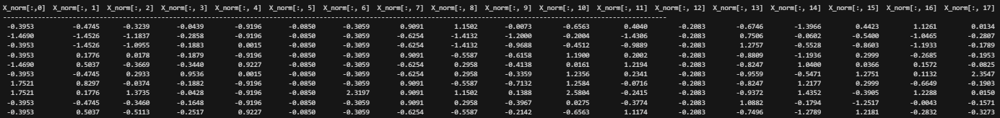 X_norm[:,0] X_norm[:, 1] X_norm[:, 2] X_norm[:, 3] X_norm[:, 4] X_norm[:, 5] X_norm[:, 6] X_norm[:, 7] X_norm[:, 8] X_norm[:, 9] X_norm[:, 10] X_norm[:, 11] X_norm[:, 12] X_norm[:, 13] X_norm[:, 14] X_norm[:, 15] X_norm[:, 16] X_norm[:, 17]
-0.3953 -0.4745 -0.3239 -0.0439 -0.9196 -0.0850 -0.3059 0.9091 1.1502 -0.0073 -0.6563 0.4040 -0.2083 -0.6746 -1.3966 0.4423 1.1261 0.0134
-1.4690 -1.4526 -1.1837 -0.2858 -0.9196 -0.0850 -0.3059 -0.6254 -1.4132 -1.2000 -0.2004 -1.4306 -0.2083 0.7506 -0.0602 -0.5400 -1.0465 -0.2807
-0.3953 -1.4526 -1.0955 -0.1883 0.0015 -0.0850 -0.3059 -0.6254 -1.4132 -0.9688 -0.4512 -0.9889 -0.2083 1.2757 -0.5528 -0.8603 -1.1933 -0.1789
-0.3953 0.1776 0.0178 -0.1879 -0.9196 -0.0850 -0.3059 0.9091 -0.5587 -0.6158 1.1900 0.2002 -0.2083 -0.8809 -1.1936 0.2999 -0.2685 -0.1953
-1.4690 0.5037 -0.3669 -0.3440 0.9227 -0.0850 -0.3059 -0.6254 0.2958 -0.4138 0.0161 1.2194 -0.2083 -0.8247 1.0400 0.0366 0.1572 -0.0825
-0.3953 -0.4745 0.2933 0.9536 0.0015 -0.0850 -0.3059 -0.6254 0.2958 -0.3359 1.2356 0.2341 -0.2083 -0.9559 -0.5471 1.2751 0.1132 2.3547
1.7521 0.8297 -0.0374 -0.1882 -0.9196 -0.0850 -0.3059 0.9091 -0.5587 -0.7132 1.2584 -0.0716 -0.2083 -0.8247 1.2177 0.2999 -0.6649 -0.1903
1.7521 0.1776 1.3735 -0.0428 -0.9196 -0.0850 2.3197 0.9091 1.1502 0.1388 2.5804 -0.2415 -0.2083 -0.9372 1.4352 -0.3905 1.2288 0.0150
-0.3953 -0.4745 -0.3460 -0.1648 -0.9196 -0.0850 -0.3059 0.9091 0.2958 -0.3967 0.0275 -0.3774 -0.2083 1.0882 -0.1794 -1.2517 -0.0043 -0.1571
-0.3953 0.5037 -0.5113 -0.2517 0.9227 -0.0850 -0.3059 -0.6254 -0.5587 -0.2142 -0.6563 1.1174 -0.2083 -0.7496 -1.2789 1.2181 -0.2832 -0.3273